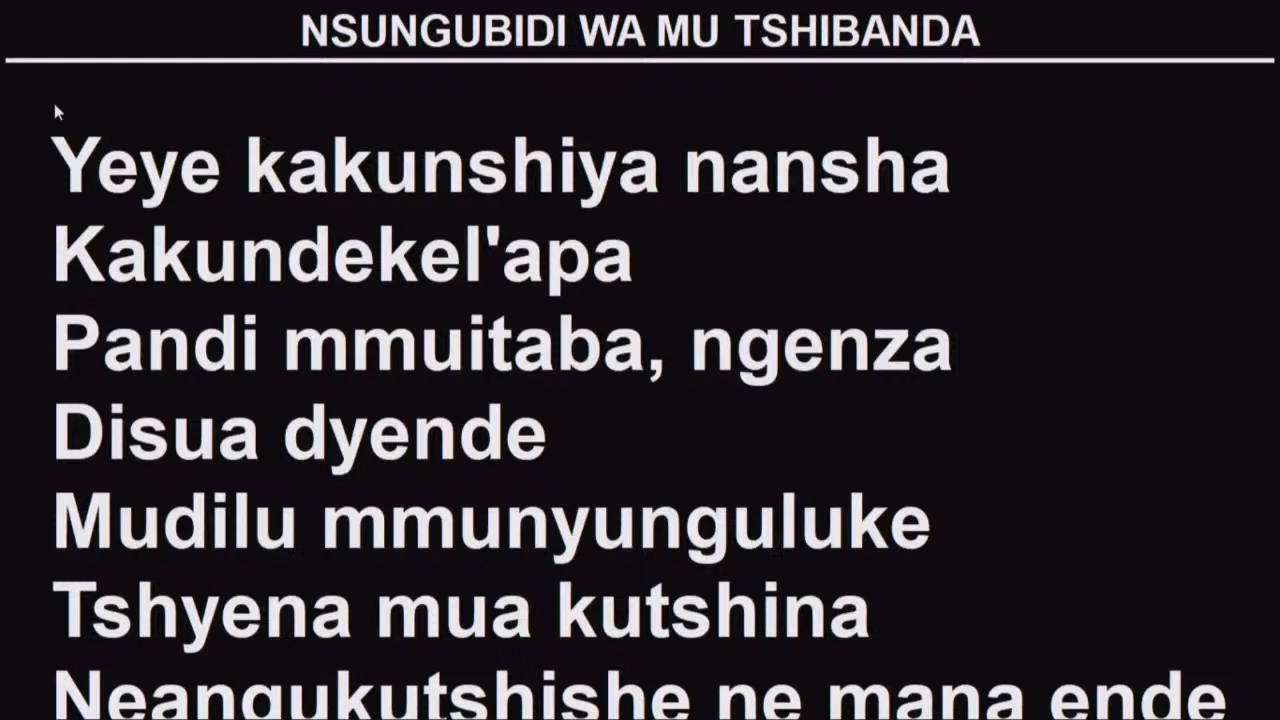 NSUNGUBIDI WA MU TSHIBANDA
Yeye kakunshiya nansha
Kakundekel'apa
Pandi mmuitaba, ngenza
Disua dyende
Mudilu mmunyunguluke
Tshyena mua kutshina
Neangukutshishe ne mana ende